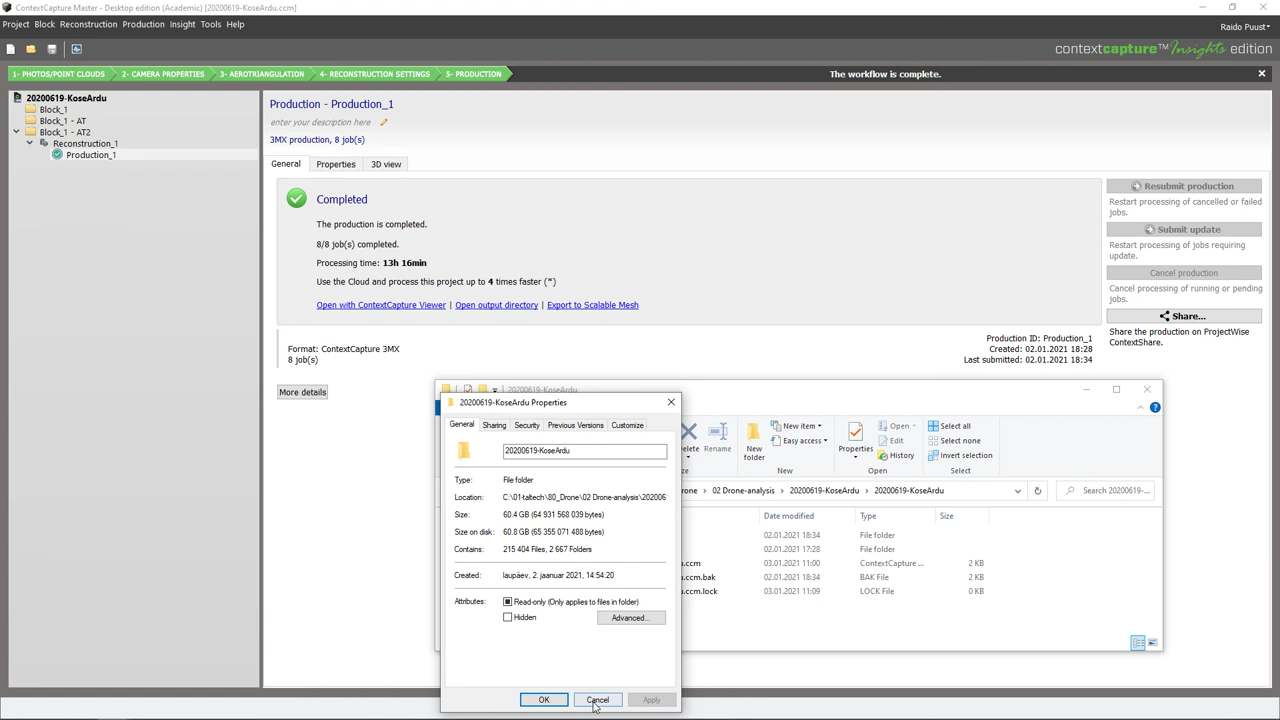 ContextCapture Master - Desktop edition (Academic) [20200619-KoseArdu.ccm]
Project Block Reconstruction Production Insight Tools Help
Raido Puust
contextcapture™ Insights edition
1- PHOTOS/POINT CLOUDS 2- CAMERA PROPERTIES 3- AEROTRIANGULATION 4- RECONSTRUCTION SETTINGS 5- PRODUCTION The workflow is complete.
20200619-KoseArdu
Block_1
Block_1 - AT
Block_1 - AT2
Reconstruction_1
Production_1
Production - Production_1
enter your description here
3MX production, 8 job(s)
General Properties 3D view
Completed
The production is completed.
8/8 job(s) completed.
Processing time: 13h 16min
Use the Cloud and process this project up to 4 times faster (*)
Open with ContextCapture Viewer | Open output directory | Export to Scalable Mesh
Format: ContextCapture 3MX
8 job(s)
Production ID: Production_1
Created: 02.01.2021 18:28
Last submitted: 02.01.2021 18:34
More details
Resubmit production
Restart processing of cancelled or failed
jobs.
Submit update
Restart processing of jobs requiring
update.
Cancel production
Cancel processing of running or pending
jobs.
Share...
Share the production on ProjectWise
ContextShare.
20200619-KoseArdu
elete Rename New
folder
New item
Easy access
New
Properties
Open
Edit
History
Open
Select all
Select none
Invert selection
Select
rone > 02 Drone-analysis > 20200619-KoseArdu > 20200619-KoseArdu Search 20200619-...
Date modified Type Size
02.01.2021 18:34 File folder
02.01.2021 17:28 File folder
u.ccm 03.01.2021 11:00 ContextCapture ... 2 KB
u.ccm.bak 02.01.2021 18:34 BAK File 2 KB
u.ccm.lock 03.01.2021 11:09 LOCK File 1 KB
20200619-KoseArdu Properties
General Sharing Security Previous Versions Customize
20200619-KoseArdu
Type: File folder
Location: C:\01-taltech\80_Drone\02 Drone-analysis\202006
Size: 60.4 GB (64 931 568 039 bytes)
Size on disk: 60.8 GB (65 355 071 488 bytes)
Contains: 215 404 Files, 2 667 Folders
Created: laupäev, 2. jaanuar 2021, 14:54:20
Attributes: Read-only (Only applies to files in folder)
Hidden Advanced...
OK Cancel Apply